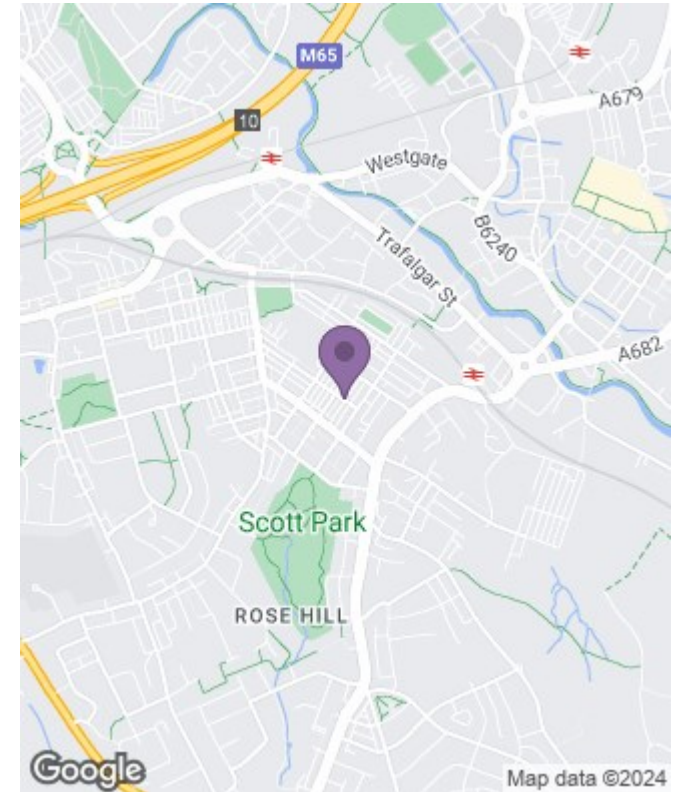 M65
A679
10
Westgate
B6240
Trafalgar St
A682
Scott Park
ROSE HILL
Google
Map data ©2024